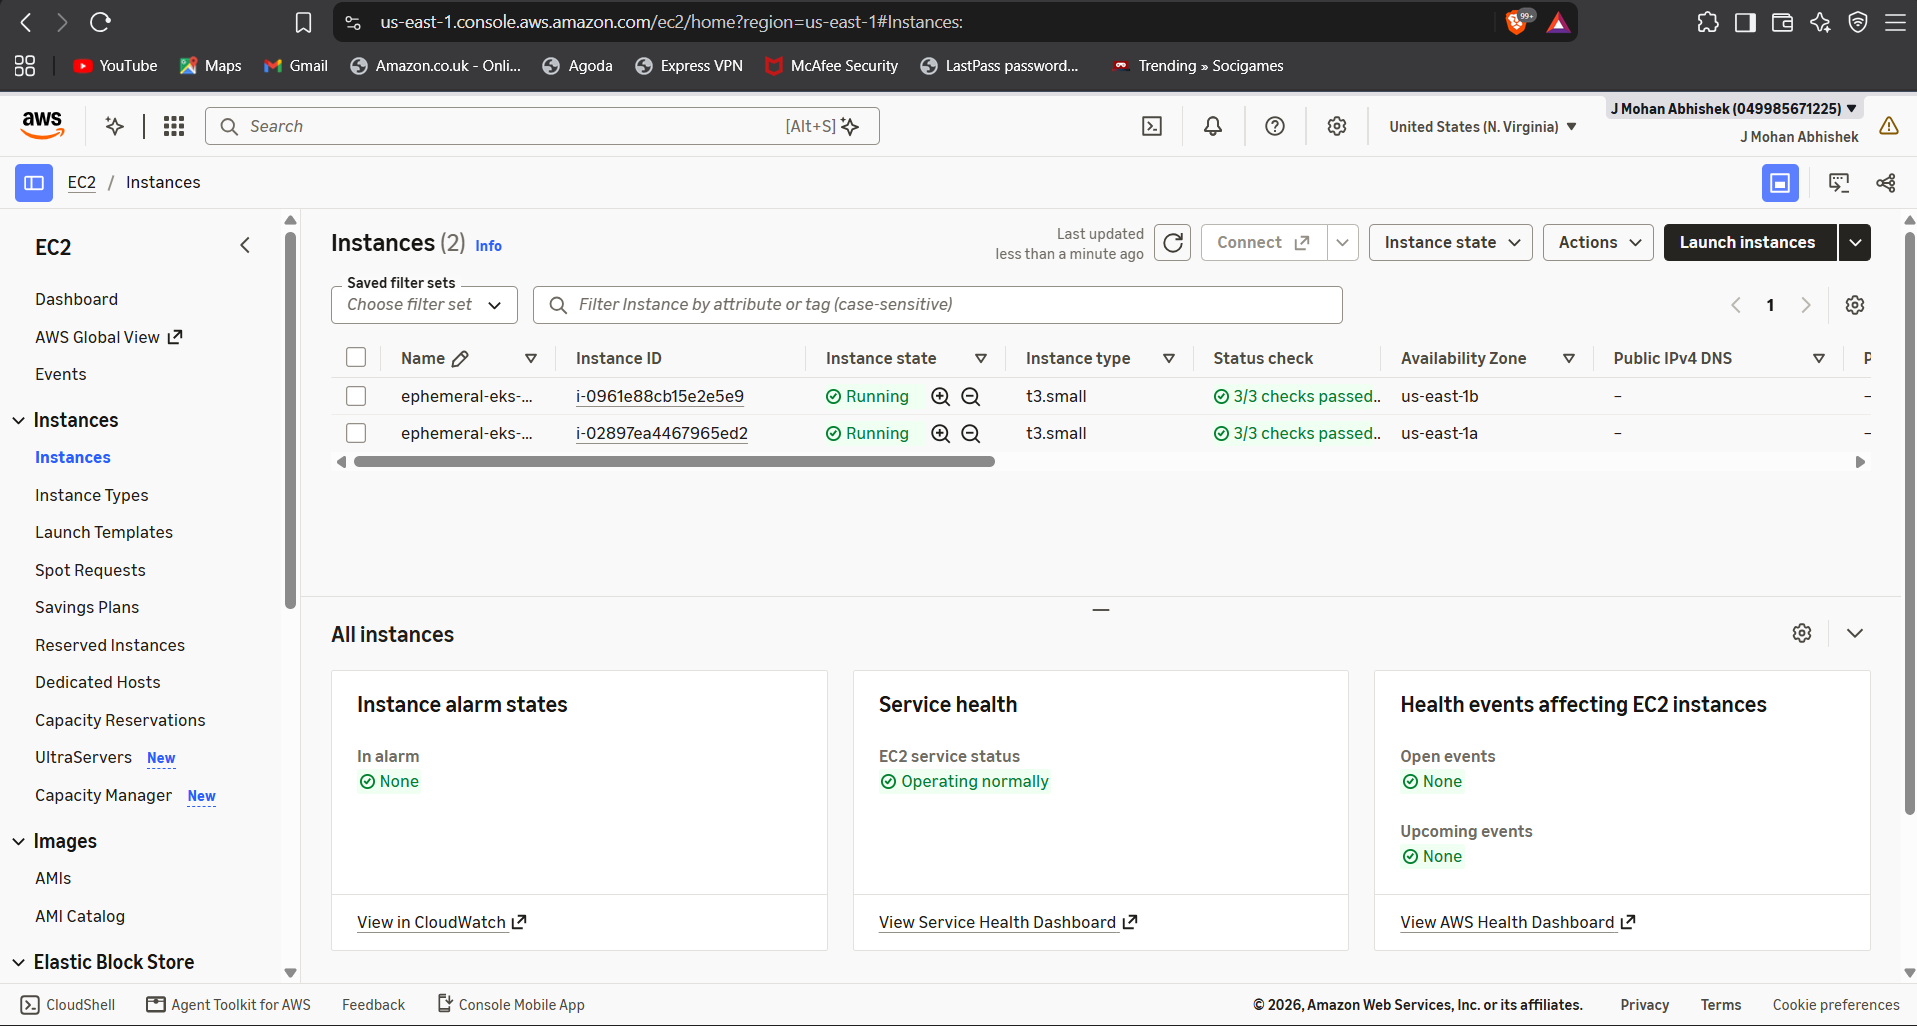 us-east-1.console.aws.amazon.com/ec2/home?region=us-east-1#Instances:
99+
YouTube
Maps
Gmail
Amazon.co.uk - Onli...
Agoda
Express VPN
McAfee Security
LastPass password...
Trending » Socigames
aws
Search
[Alt+S]
United States (N. Virginia)
J Mohan Abhishek (049985671225)
J Mohan Abhishek
EC2 / Instances
EC2
Dashboard
AWS Global View
Events
Instances
Instances
Instance Types
Launch Templates
Spot Requests
Savings Plans
Reserved Instances
Dedicated Hosts
Capacity Reservations
UltraServers New
Capacity Manager New
Images
AMIs
AMI Catalog
Elastic Block Store
Instances (2) Info
Last updated
less than a minute ago
Connect
Instance state
Actions
Launch instances
Saved filter sets
Choose filter set
Filter Instance by attribute or tag (case-sensitive)
1
Name Instance ID Instance state Instance type Status check Availability Zone Public IPv4 DNS P
ephemeral-eks-... i-0961e88cb15e2e5e9 Running t3.small 3/3 checks passed.. us-east-1b – –
ephemeral-eks-... i-02897ea4467965ed2 Running t3.small 3/3 checks passed.. us-east-1a – –
All instances
Instance alarm states
In alarm
None
View in CloudWatch
Service health
EC2 service status
Operating normally
View Service Health Dashboard
Health events affecting EC2 instances
Open events
None
Upcoming events
None
View AWS Health Dashboard
CloudShell
Agent Toolkit for AWS
Feedback
Console Mobile App
© 2026, Amazon Web Services, Inc. or its affiliates.
Privacy
Terms
Cookie preferences